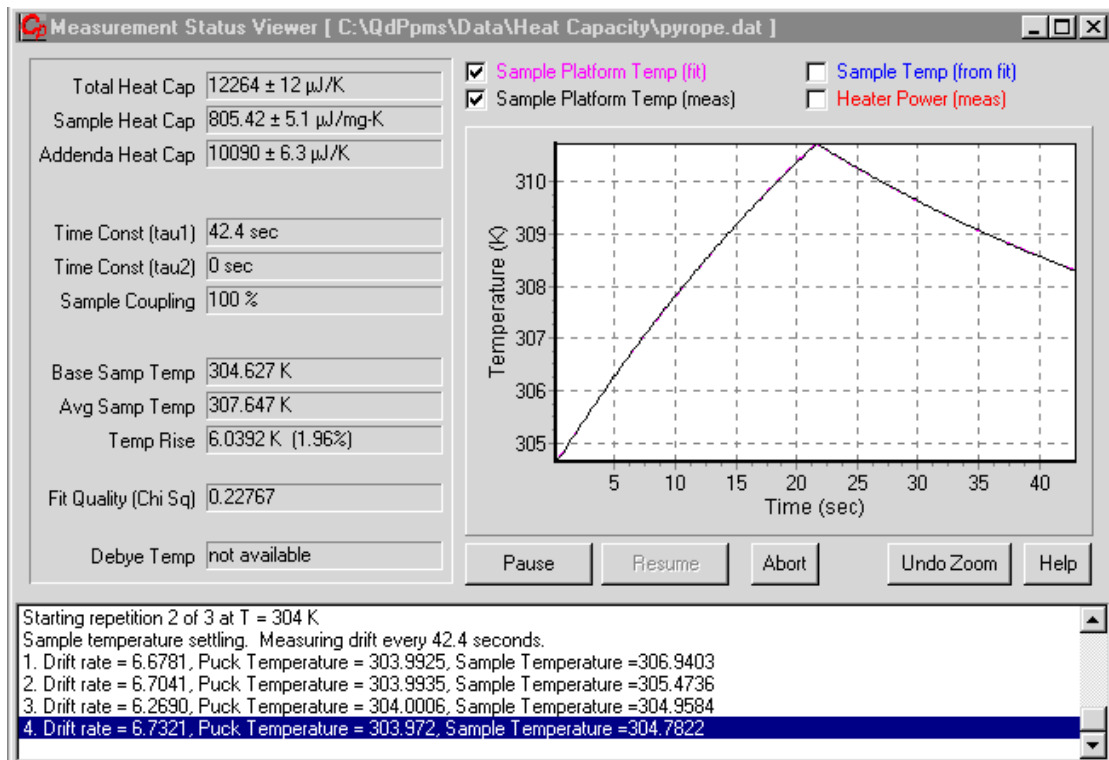 Cp Measurement Status Viewer [ C:\QdPpms\Data\Heat Capacity\pyrope.dat ]
Total Heat Cap 12264 ± 12 µJ/K
Sample Heat Cap 805.42 ± 5.1 µJ/mg-K
Addenda Heat Cap 10090 ± 6.3 µJ/K
Time Const (tau1) 42.4 sec
Time Const (tau2) 0 sec
Sample Coupling 100 %
Base Samp Temp 304.627 K
Avg Samp Temp 307.647 K
Temp Rise 6.0392 K (1.96%)
Fit Quality (Chi Sq) 0.22767
Debye Temp not available
Sample Platform Temp (fit) Sample Temp (from fit)
Sample Platform Temp (meas) Heater Power (meas)
Temperature (K)
310
309
308
307
306
305
5 10 15 20 25 30 35 40
Time (sec)
Pause Resume Abort Undo Zoom Help
Starting repetition 2 of 3 at T = 304 K
Sample temperature settling. Measuring drift every 42.4 seconds.
1. Drift rate = 6.6781, Puck Temperature = 303.9925, Sample Temperature =306.9403
2. Drift rate = 6.7041, Puck Temperature = 303.9935, Sample Temperature =305.4736
3. Drift rate = 6.2690, Puck Temperature = 304.0006, Sample Temperature =304.9584
4. Drift rate = 6.7321, Puck Temperature = 303.972, Sample Temperature =304.7822